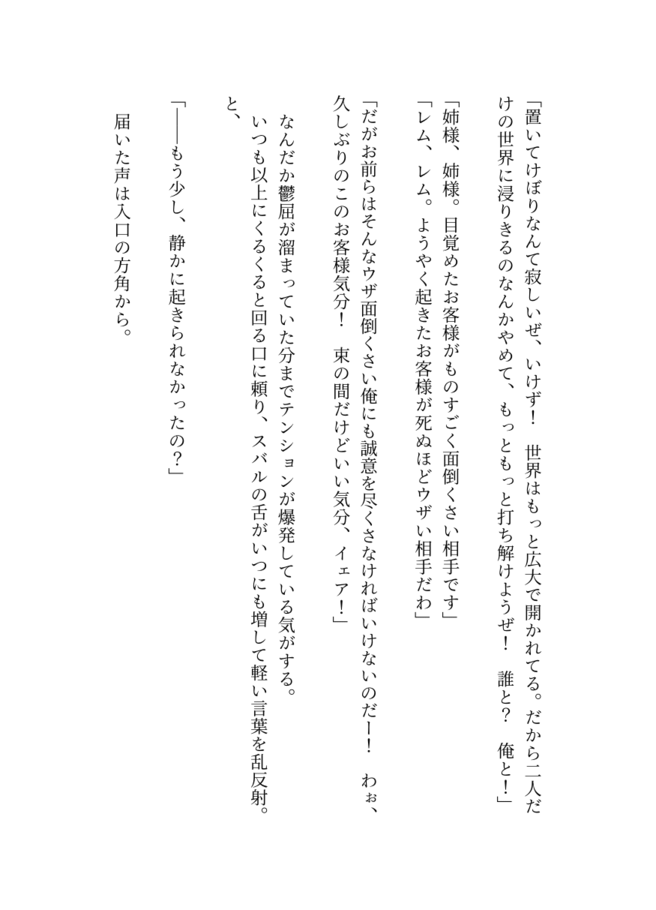 「置いてけぼりなんて寂しいぜ、いけず！　世界はもっと広大で開かれてる。だから二人だ
けの世界に浸りきるのなんかやめて、もっともっと打ち解けようぜ！　誰と？　俺と！」
「姉様、姉様。目覚めたお客様がものすごく面倒くさい相手です」
「レム、レム。ようやく起きたお客様が死ぬほどウザい相手だわ」
「だがお前らはそんなウザ面倒くさい俺にも誠意を尽くさなければいけないのだー！　わぉ、
久しぶりのこのお客様気分！　束の間だけどいい気分、イェア！」
　なんだか鬱屈が溜まっていた分までテンションが爆発している気がする。
　いつも以上にくるくると回る口に頼り、スバルの舌がいつにも増して軽い言葉を乱反射。
と、
「――もう少し、静かに起きられなかったの？」
　届いた声は入口の方角から。